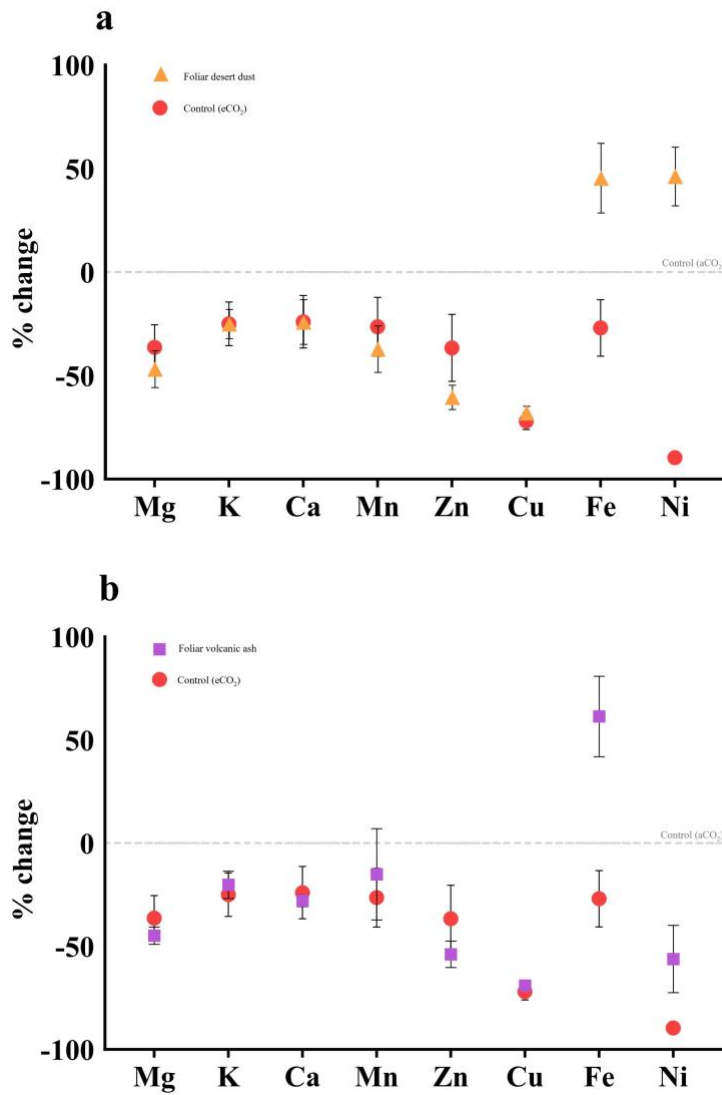 a
100
Foliar desert dust
Control (eCO₂)
50
0
Control (aCO₂
-50
-100
% change
Mg K Ca Mn Zn Cu Fe Ni
b
100
Foliar volcanic ash
Control (eCO₂)
50
0
Control (aCO₂)
-50
-100
% change
Mg K Ca Mn Zn Cu Fe Ni